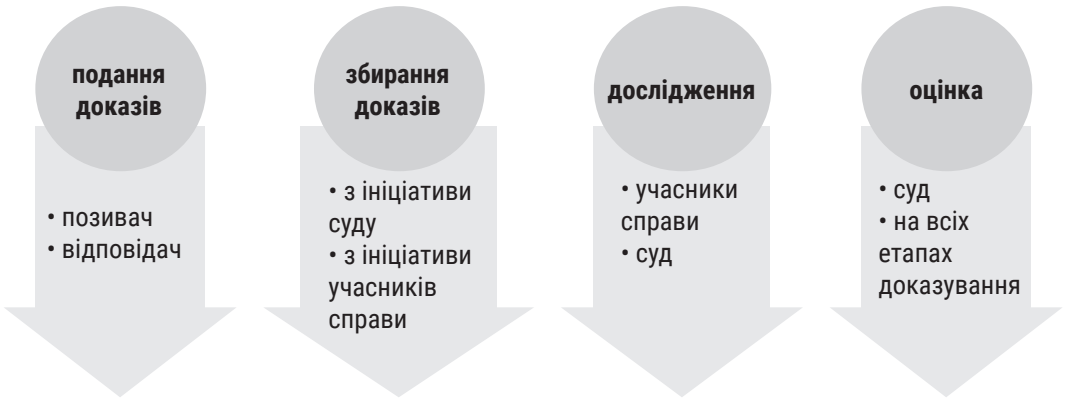 подання
доказів
• позивач
• відповідач
збирання
доказів
• з ініціативи
суду
• з ініціативи
учасників
справи
дослідження
• учасники
справи
• суд
оцінка
• суд
• на всіх
етапах
доказування